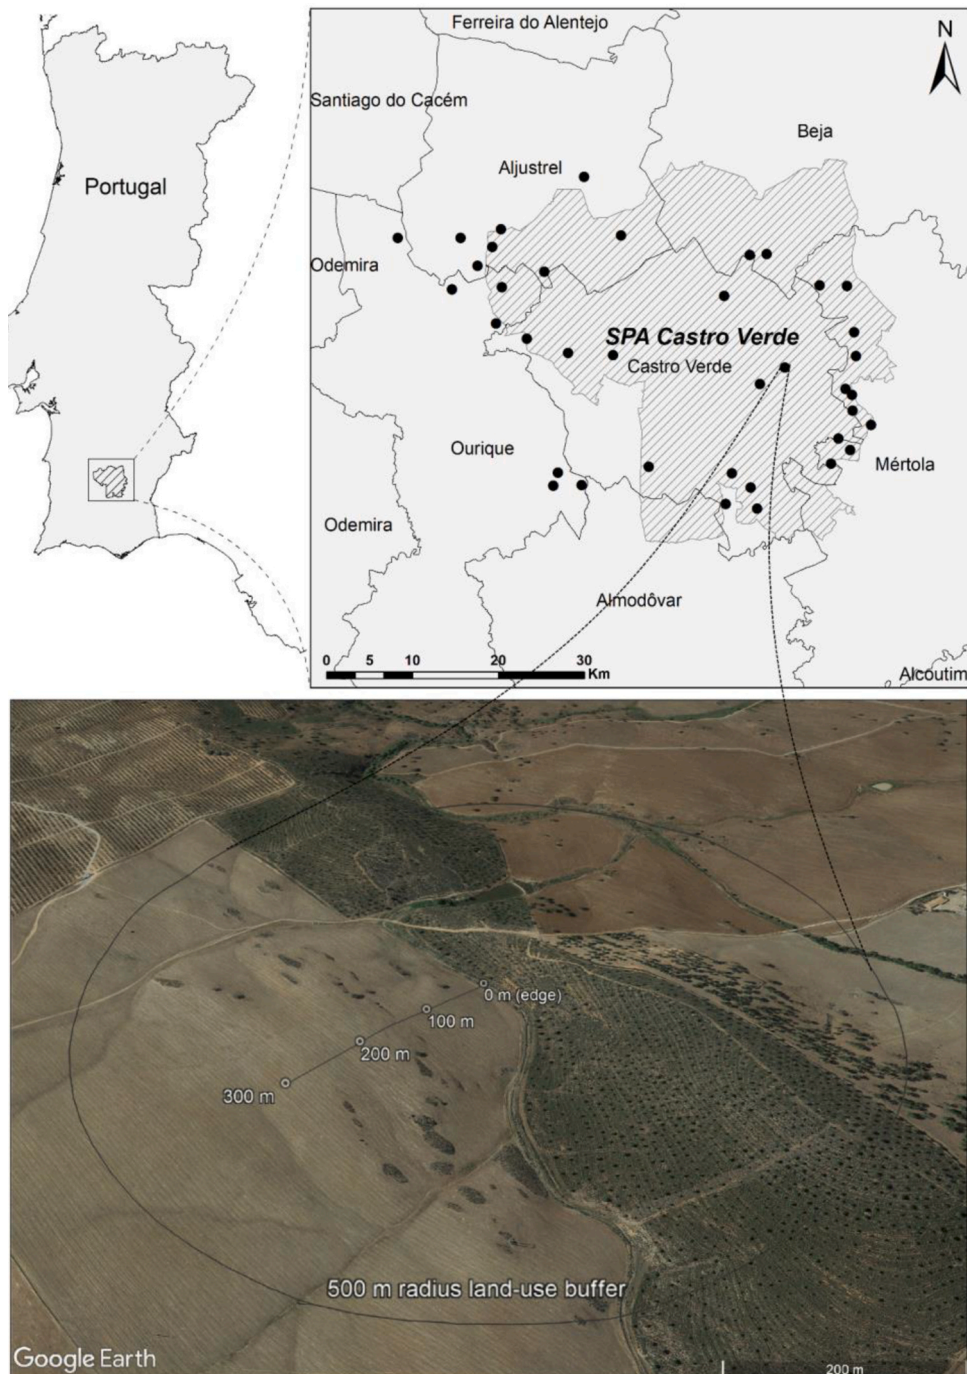 Ferreira do Alentejo
N
Santiago do Cacém
Beja
Aljustrel
Portugal
Odemira
SPA Castro Verde
Castro Verde
Ourique
Mértola
Odemira
Almodôvar
0 5 10 20 30
Km
Alcoutim
0 m (edge)
100 m
200 m
300 m
500 m radius land-use buffer
Google Earth
200 m